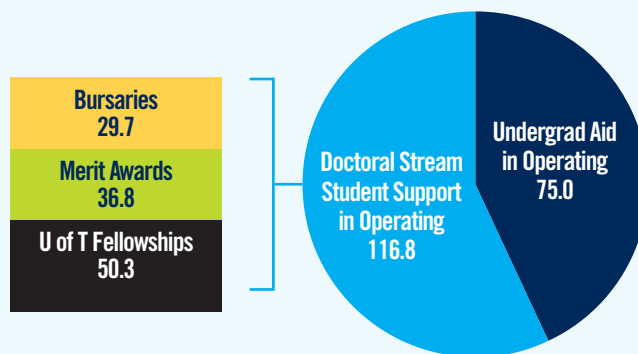 Bursaries
29.7
Merit Awards
36.8
U of T Fellowships
50.3
Doctoral Stream
Student Support
in Operating
116.8
Undergrad Aid
in Operating
75.0